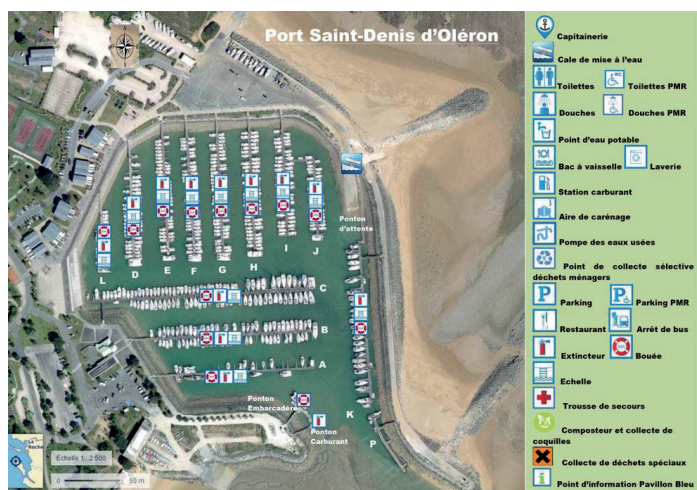 Port Saint-Denis d'Oléron
Ponton
d'attente
L
D
E
F
G
H
I
J
C
B
A
K
P
Ponton
Embarcadère
Ponton
Carburant
La
Roche
Echelle 1 : 2 500
0
50 m
Capitainerie
Cale de mise à l'eau
Toilettes
Toilettes PMR
Douches
Douches PMR
Point d'eau potable
Bac à vaisselle
Laverie
Station carburant
Aire de carénage
Pompe des eaux usées
Point de collecte sélective
déchets ménagers
P
Parking
P
Parking PMR
Restaurant
Arrêt de bus
Extincteur
Bouée
Echelle
Trousse de secours
Composteur et collecte de
coquilles
Collecte de déchets spéciaux
i
Point d'information Pavillon Bleu